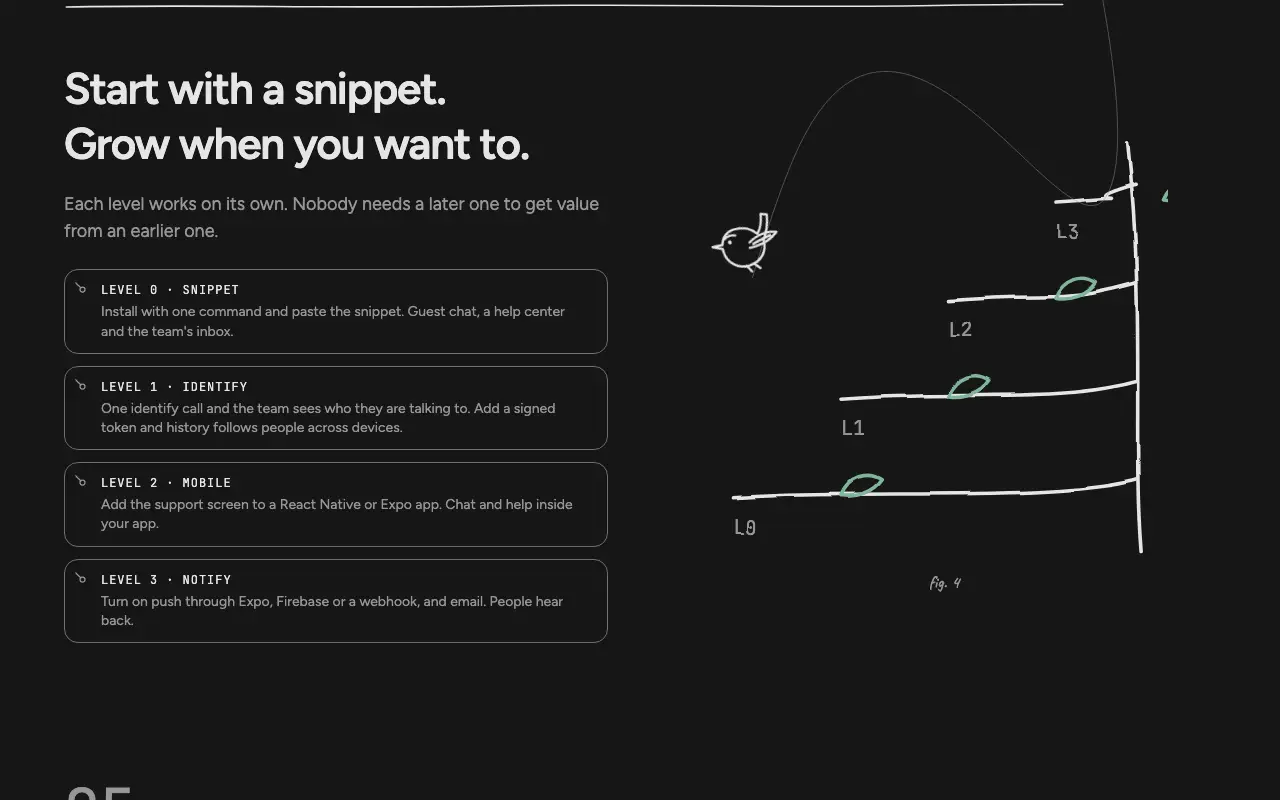 Start with a snippet.
Grow when you want to.
Each level works on its own. Nobody needs a later one to get value
from an earlier one.
LEVEL 0 · SNIPPET
Install with one command and paste the snippet. Guest chat, a help center
and the team's inbox.
LEVEL 1 · IDENTIFY
One identify call and the team sees who they are talking to. Add a signed
token and history follows people across devices.
LEVEL 2 · MOBILE
Add the support screen to a React Native or Expo app. Chat and help inside
your app.
LEVEL 3 · NOTIFY
Turn on push through Expo, Firebase or a webhook, and email. People hear
back.
L3
L2
L1
L0
fig. 4